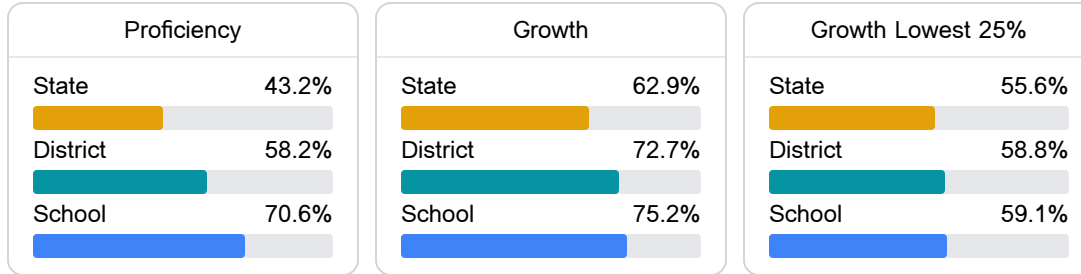 Proficiency
State 43.2%
District 58.2%
School 70.6%
Growth
State 62.9%
District 72.7%
School 75.2%
Growth Lowest 25%
State 55.6%
District 58.8%
School 59.1%